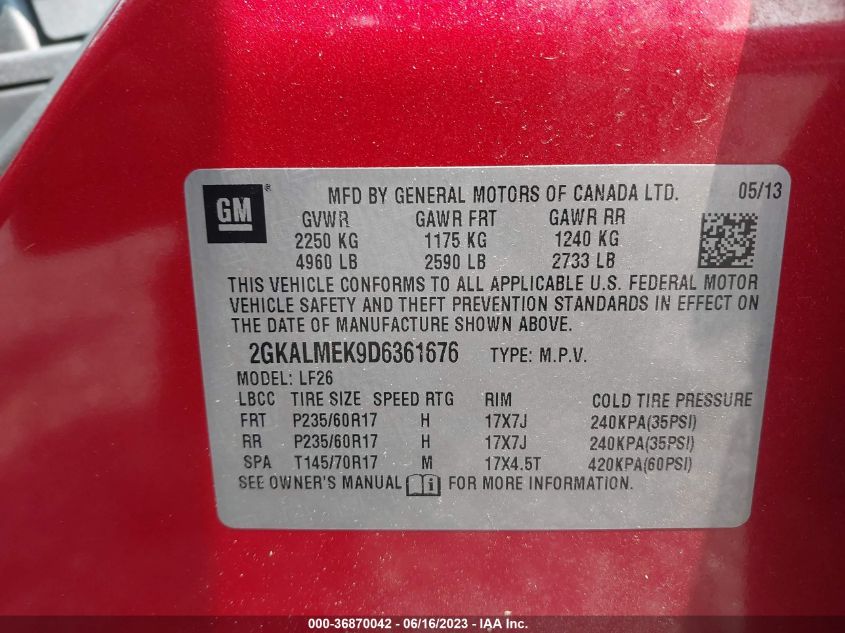 GM ® MFD BY GENERAL MOTORS OF CANADA LTD. 05/13
GVWR GAWR FRT GAWR RR
2250 KG 1175 KG 1240 KG
4960 LB 2590 LB 2733 LB
THIS VEHICLE CONFORMS TO ALL APPLICABLE U.S. FEDERAL MOTOR
VEHICLE SAFETY AND THEFT PREVENTION STANDARDS IN EFFECT ON
THE DATE OF MANUFACTURE SHOWN ABOVE.
2GKALMEK9D6361676 TYPE: M.P.V.
MODEL: LF26
LBCC TIRE SIZE SPEED RTG RIM COLD TIRE PRESSURE
FRT P235/60R17 H 17X7J 240KPA(35PSI)
RR P235/60R17 H 17X7J 240KPA(35PSI)
SPA T145/70R17 M 17X4.5T 420KPA(60PSI)
SEE OWNER'S MANUAL i FOR MORE INFORMATION.
000-36870042 - 06/16/2023 - IAA Inc.